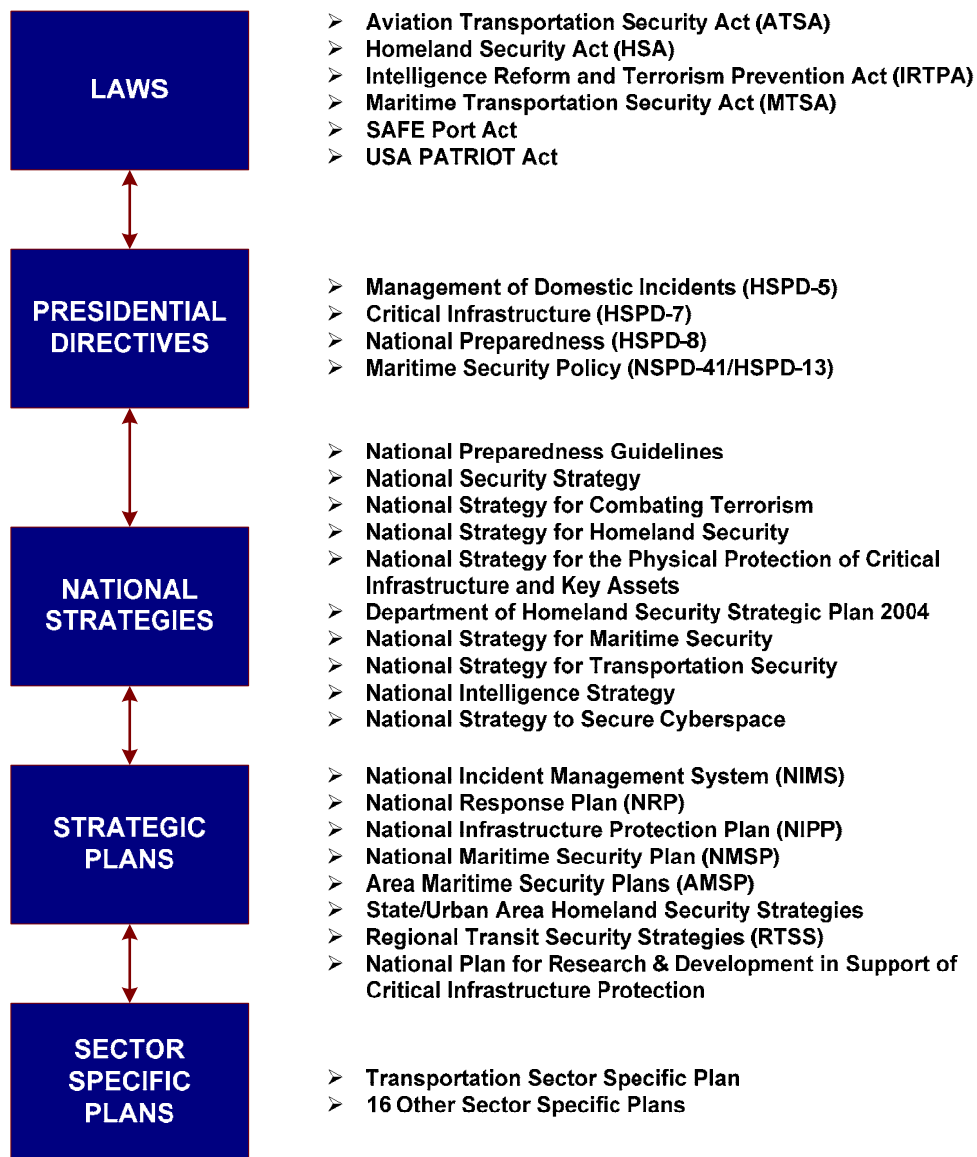 LAWS
➢ Aviation Transportation Security Act (ATSA)
➢ Homeland Security Act (HSA)
➢ Intelligence Reform and Terrorism Prevention Act (IRTPA)
➢ Maritime Transportation Security Act (MTSA)
➢ SAFE Port Act
➢ USA PATRIOT Act
PRESIDENTIAL
DIRECTIVES
➢ Management of Domestic Incidents (HSPD-5)
➢ Critical Infrastructure (HSPD-7)
➢ National Preparedness (HSPD-8)
➢ Maritime Security Policy (NSPD-41/HSPD-13)
NATIONAL
STRATEGIES
➢ National Preparedness Guidelines
➢ National Security Strategy
➢ National Strategy for Combating Terrorism
➢ National Strategy for Homeland Security
➢ National Strategy for the Physical Protection of Critical
Infrastructure and Key Assets
➢ Department of Homeland Security Strategic Plan 2004
➢ National Strategy for Maritime Security
➢ National Strategy for Transportation Security
➢ National Intelligence Strategy
➢ National Strategy to Secure Cyberspace
STRATEGIC
PLANS
➢ National Incident Management System (NIMS)
➢ National Response Plan (NRP)
➢ National Infrastructure Protection Plan (NIPP)
➢ National Maritime Security Plan (NMSP)
➢ Area Maritime Security Plans (AMSP)
➢ State/Urban Area Homeland Security Strategies
➢ Regional Transit Security Strategies (RTSS)
➢ National Plan for Research & Development in Support of
Critical Infrastructure Protection
SECTOR
SPECIFIC
PLANS
➢ Transportation Sector Specific Plan
➢ 16 Other Sector Specific Plans